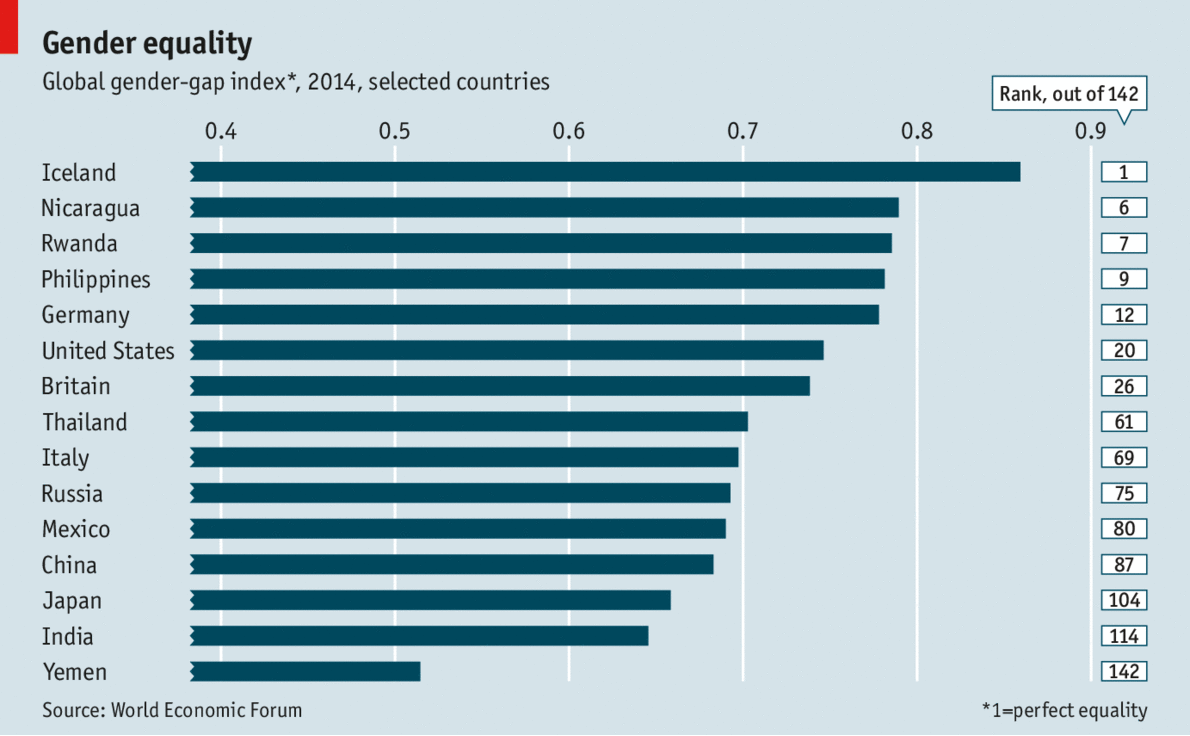 Gender equality
Global gender-gap index*, 2014, selected countries
Rank, out of 142
0.4 0.5 0.6 0.7 0.8 0.9
Iceland 1
Nicaragua 6
Rwanda 7
Philippines 9
Germany 12
United States 20
Britain 26
Thailand 61
Italy 69
Russia 75
Mexico 80
China 87
Japan 104
India 114
Yemen 142
Source: World Economic Forum *1=perfect equality